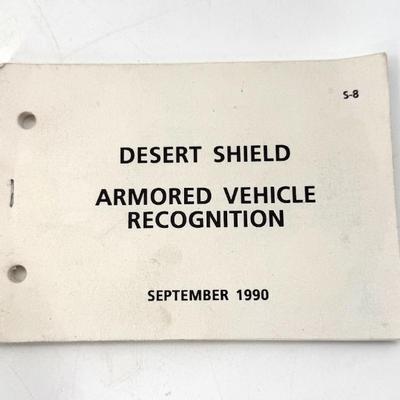 S-8
DESERT SHIELD
ARMORED VEHICLE
RECOGNITION
SEPTEMBER 1990